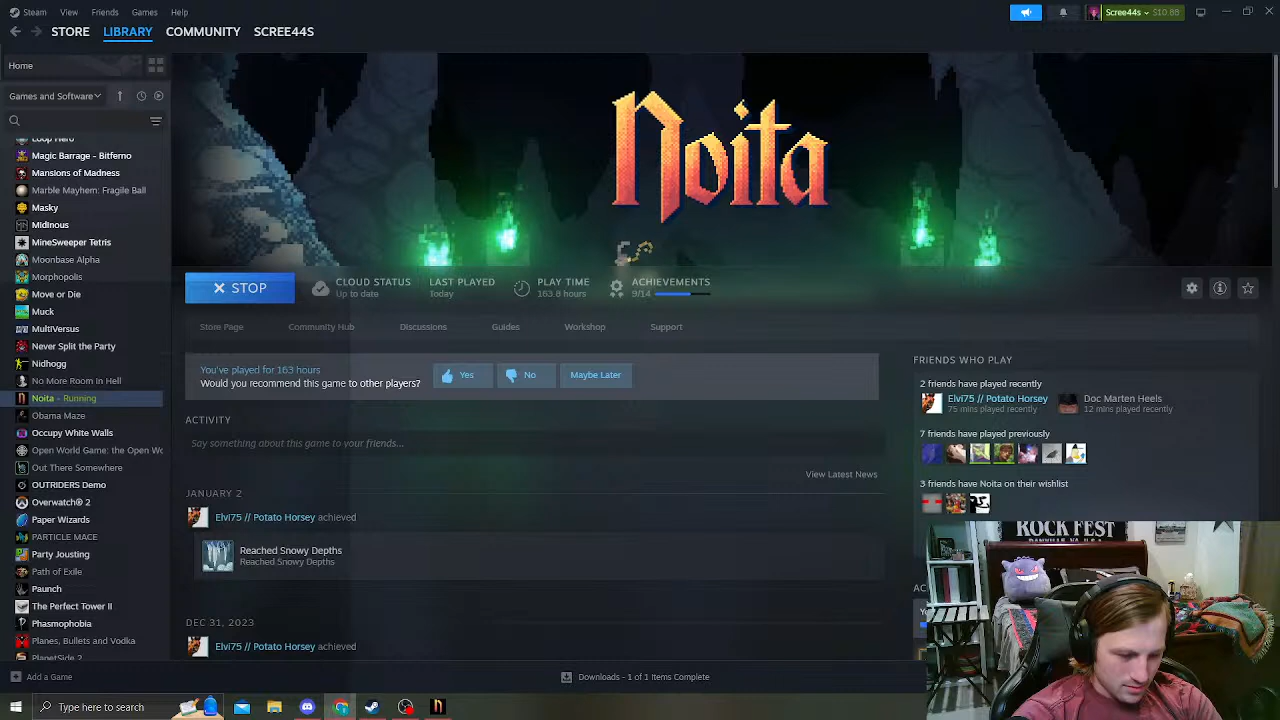 Steam View Friends Games Help
Scree44s $10.88
STORE LIBRARY COMMUNITY SCREE44S
Home
Games and Software
Loop Hero
Magic Barrage - Bitferno
Mansions of Madness
Marble Mayhem: Fragile Ball
Masky
Midnous
MineSweeper Tetris
Moonbase Alpha
Morphopolis
Move or Die
Muck
MultiVersus
Never Split the Party
Nidhogg
No More Room In Hell
Noita - Running
Obama Maze
Occupy White Walls
Open World Game: the Open Wo
Out There Somewhere
OUTRIDERS Demo
Overwatch® 2
Paper Wizards
PARTICLE MACE
Party Jousting
Path of Exile
Paunch
The Perfect Tower II
Phasmophobia
Planes, Bullets and Vodka
PlanetSide 2
Noita
STOP
CLOUD STATUS
Up to date
LAST PLAYED
Today
PLAY TIME
163.8 hours
ACHIEVEMENTS
9/14
Store Page Community Hub Discussions Guides Workshop Support
You've played for 163 hours
Would you recommend this game to other players?
Yes No Maybe Later
ACTIVITY
Say something about this game to your friends...
View Latest News
JANUARY 2
Elvi75 // Potato Horsey achieved
Reached Snowy Depths
Reached Snowy Depths
DEC 31, 2023
Elvi75 // Potato Horsey achieved
FRIENDS WHO PLAY
2 friends have played recently
Elvi75 // Potato Horsey
75 mins played recently
Doc Marten Heels
12 mins played recently
7 friends have played previously
3 friends have Noita on their wishlist
ROCK FEST
Add a Game
Downloads - 1 of 1 Items Complete
Type here to search